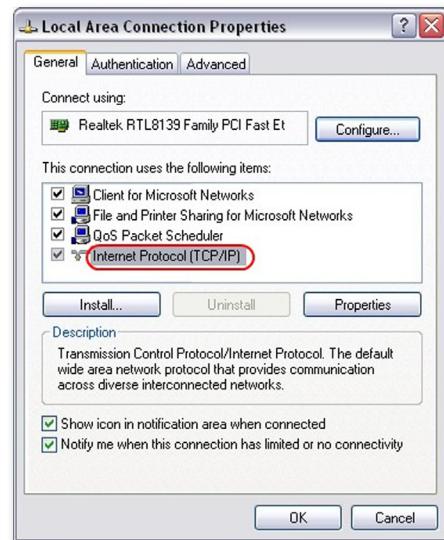 Local Area Connection Properties
General Authentication Advanced
Connect using:
Realtek RTL8139 Family PCI Fast Et
Configure...
This connection uses the following items:
Client for Microsoft Networks
File and Printer Sharing for Microsoft Networks
QoS Packet Scheduler
Internet Protocol (TCP/IP)
Install... Uninstall Properties
Description
Transmission Control Protocol/Internet Protocol. The default
wide area network protocol that provides communication
across diverse interconnected networks.
Show icon in notification area when connected
Notify me when this connection has limited or no connectivity
OK Cancel